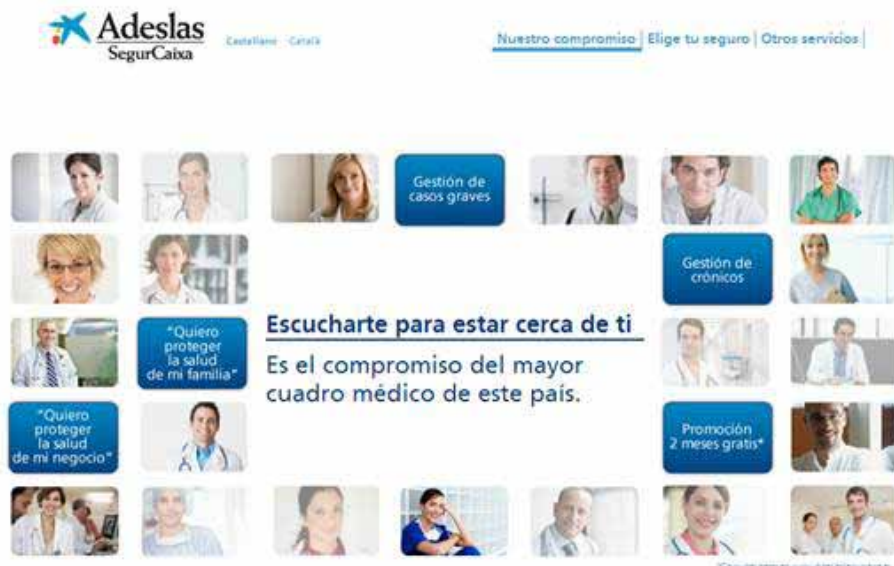 Adeslas
SegurCaixa
Castellano Català
Nuestro compromiso | Elige tu seguro | Otros servicios |
Gestión de
casos graves
Gestión de
crónicos
Escucharte para estar cerca de ti
"Quiero
proteger
la salud
de mi familia"
Es el compromiso del mayor
cuadro médico de este país.
"Quiero
proteger
la salud
de mi negocio"
Promoción
2 meses gratis*